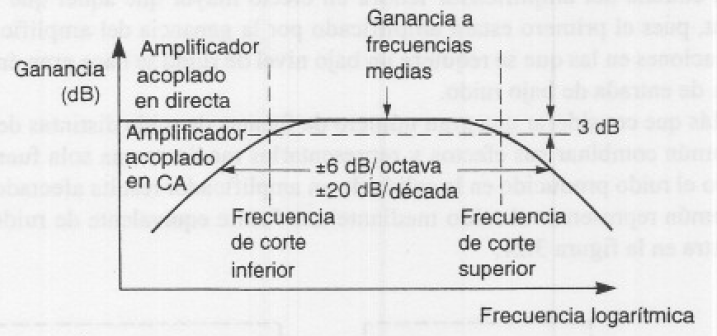 Ganancia a
frecuencias
medias
Amplificador
acoplado
en directa
Ganancia
(dB)
3 dB
Amplificador
acoplado
en CA
±6 dB/octava
±20 dB/década
Frecuencia
de corte
inferior
Frecuencia
de corte
superior
Frecuencia logarítmica